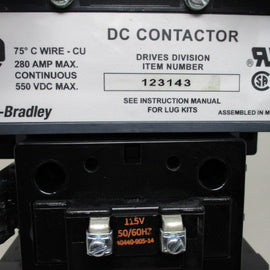 DC CONTACTOR
75° C WIRE - CU
280 AMP MAX.
CONTINUOUS
550 VDC MAX.
DRIVES DIVISION
ITEM NUMBER
123143
SEE INSTRUCTION MANUAL
FOR LUG KITS
ASSEMBLED IN
-Bradley
115V
50/60HZ